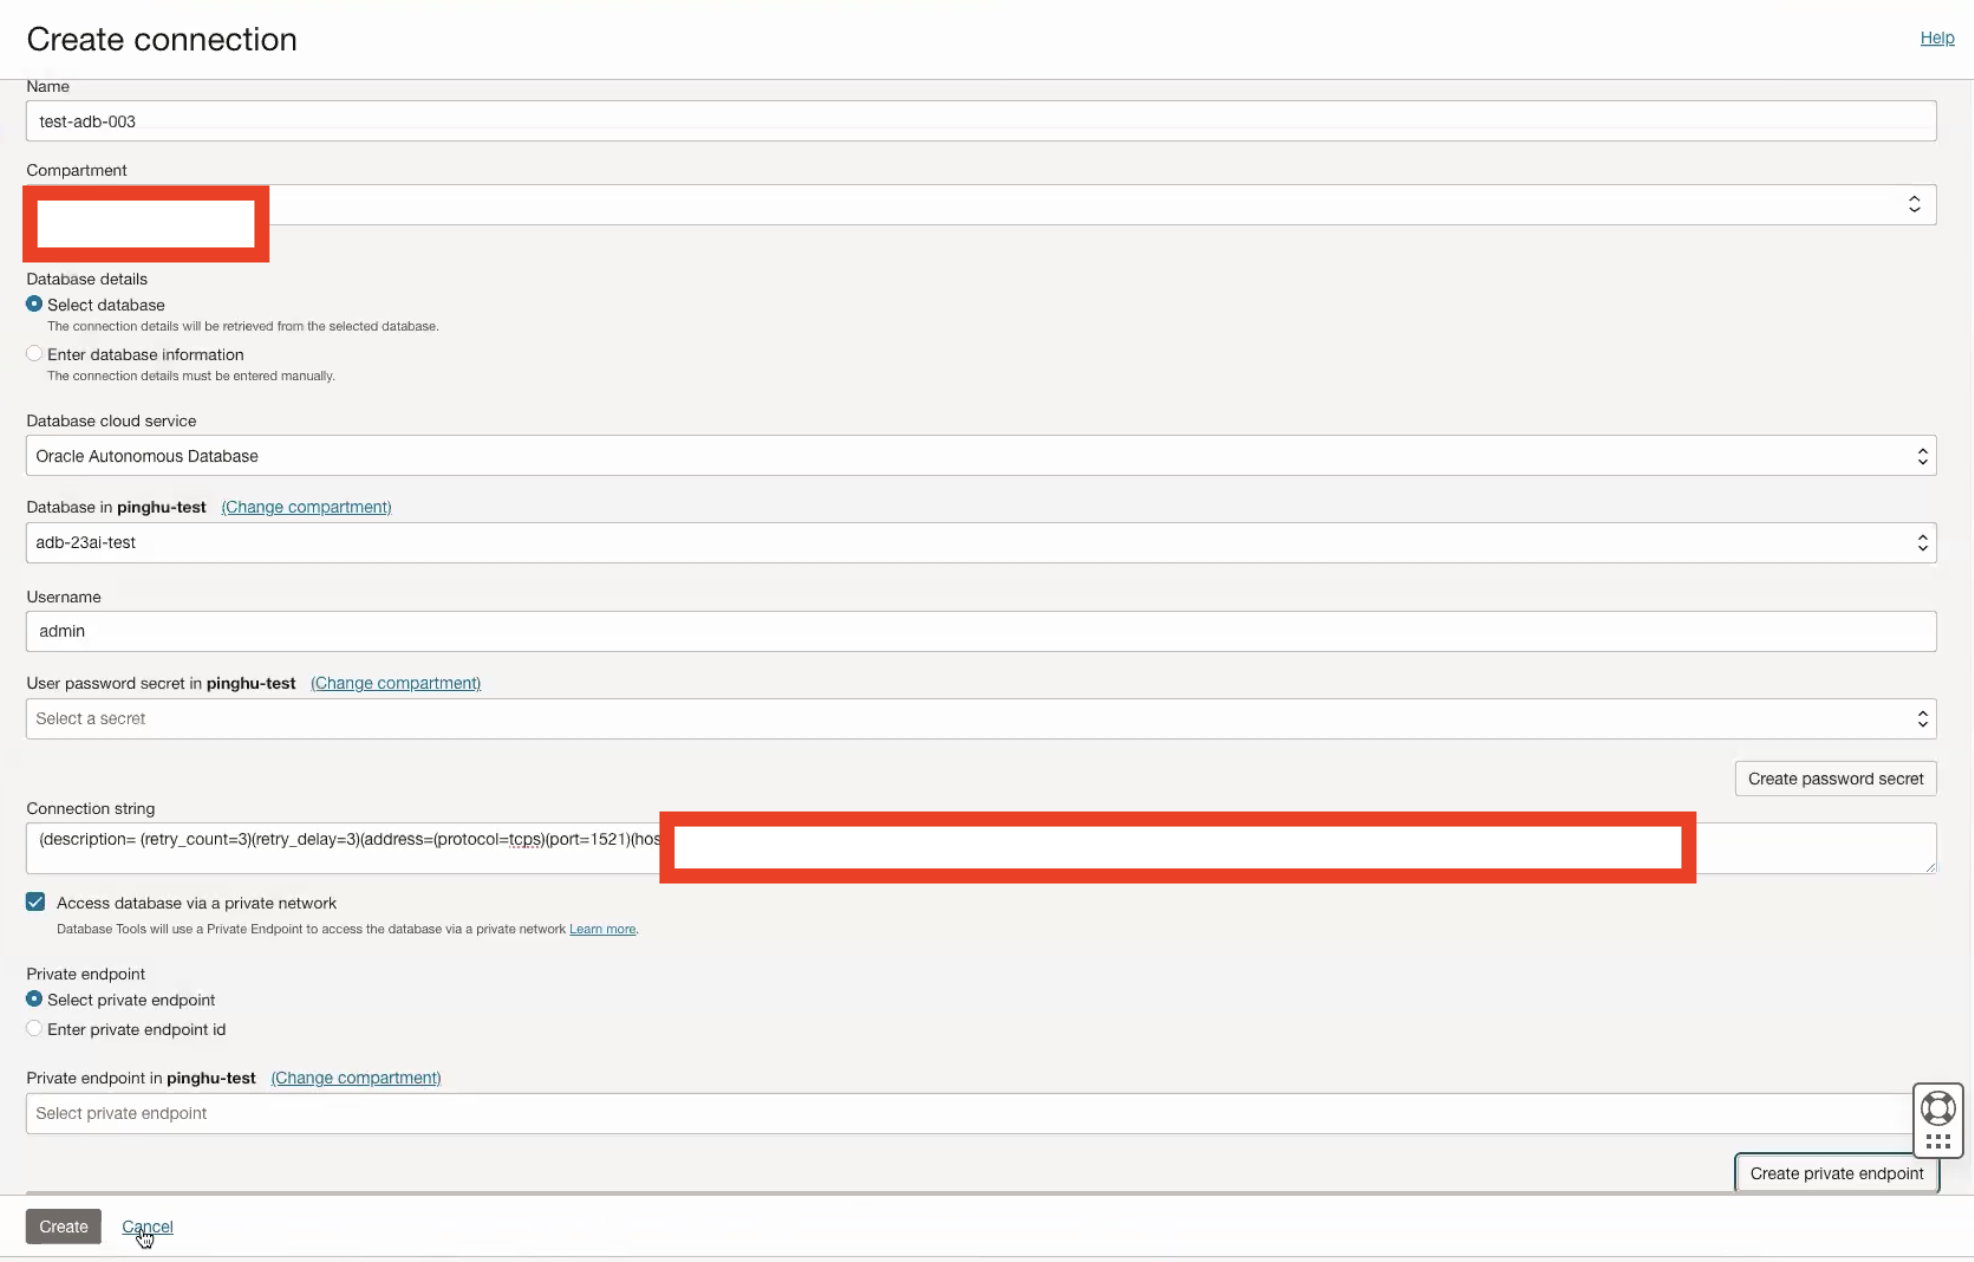 Create connection
Help
Name
test-adb-003
Compartment
Database details
Select database
The connection details will be retrieved from the selected database.
Enter database information
The connection details must be entered manually.
Database cloud service
Oracle Autonomous Database
Database in pinghu-test (Change compartment)
adb-23ai-test
Username
admin
User password secret in pinghu-test (Change compartment)
Select a secret
Create password secret
Connection string
(description= (retry_count=3)(retry_delay=3)(address=(protocol=tcps)(port=1521)(hos
Access database via a private network
Database Tools will use a Private Endpoint to access the database via a private network Learn more.
Private endpoint
Select private endpoint
Enter private endpoint id
Private endpoint in pinghu-test (Change compartment)
Select private endpoint
Create private endpoint
Create
Cancel